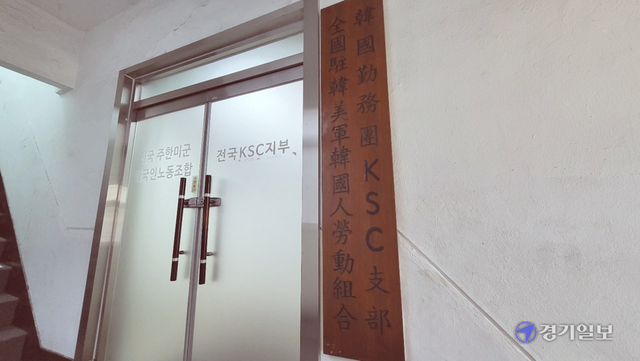 전국 주한미군
한국인노동조합
전국KSC지부
全國駐韓美軍韓國人勞動組合
韓國勤務團KSC支部
경기일보